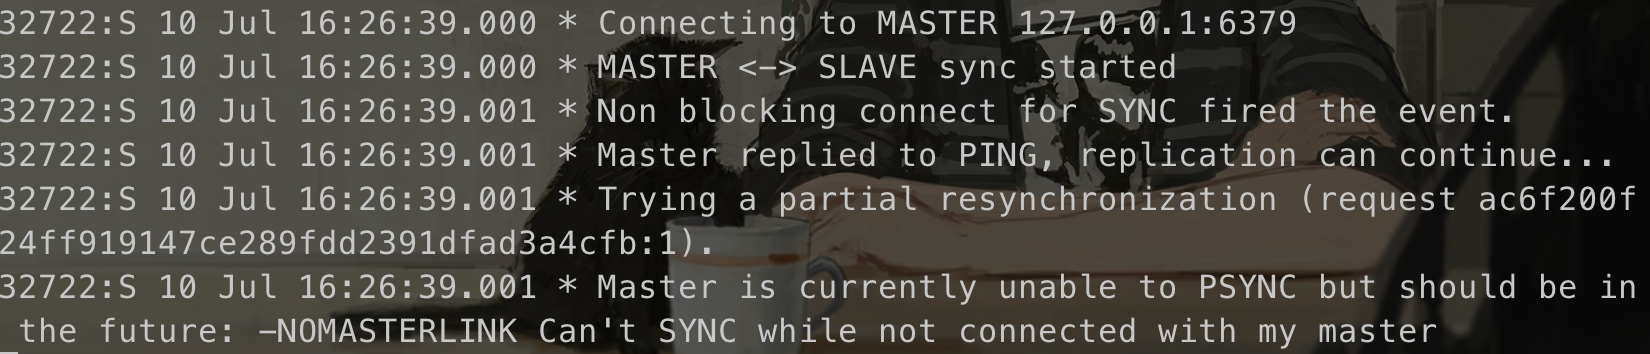 32722:S 10 Jul 16:26:39.000 * Connecting to MASTER 127.0.0.1:6379
32722:S 10 Jul 16:26:39.000 * MASTER <-> SLAVE sync started
32722:S 10 Jul 16:26:39.001 * Non blocking connect for SYNC fired the event.
32722:S 10 Jul 16:26:39.001 * Master replied to PING, replication can continue...
32722:S 10 Jul 16:26:39.001 * Trying a partial resynchronization (request ac6f200f
24ff919147ce289fdd2391dfad3a4cfb:1).
32722:S 10 Jul 16:26:39.001 * Master is currently unable to PSYNC but should be in
 the future: -NOMASTERLINK Can't SYNC while not connected with my master